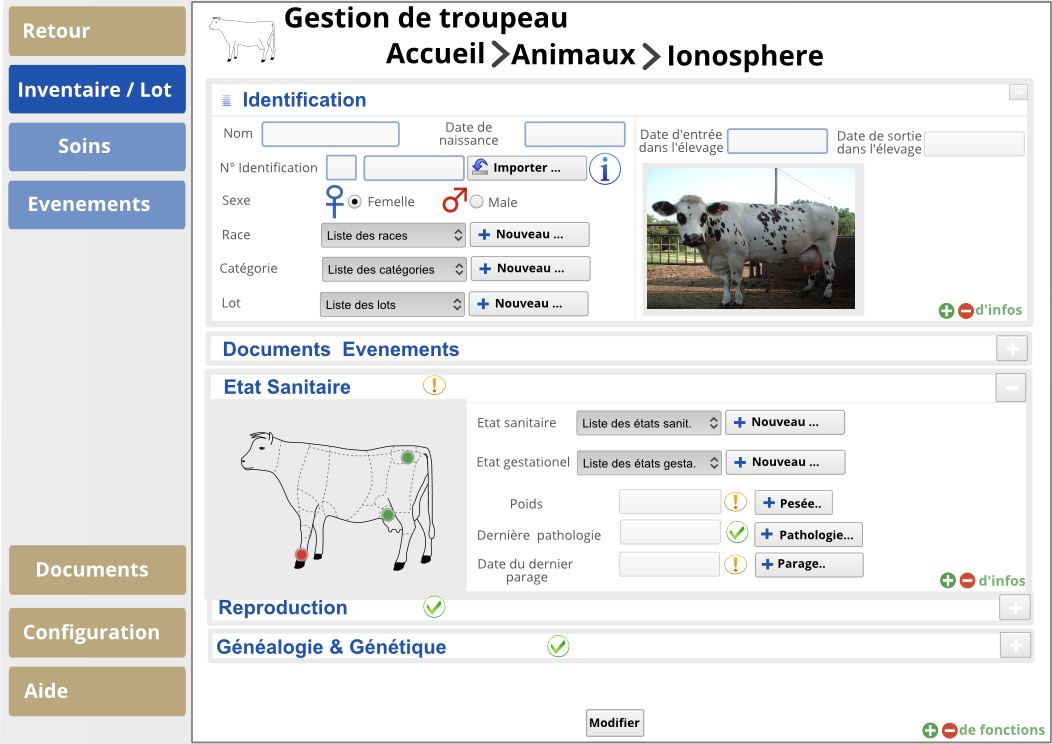 Retour
Inventaire / Lot
Soins
Evenements
Documents
Configuration
Aide
Gestion de troupeau
Accueil > Animaux > Ionosphere
Identification
Nom
Date de
naissance
N° Identification
Importer ...
i
Sexe
Femelle
Male
Race
Liste des races
+ Nouveau ...
Catégorie
Liste des catégories
+ Nouveau ...
Lot
Liste des lots
+ Nouveau ...
Date d'entrée
dans l'élevage
Date de sortie
dans l'élevage
d'infos
Documents Evenements
Etat Sanitaire
Etat sanitaire
Liste des états sanit.
+ Nouveau ...
Etat gestationel
Liste des états gesta.
+ Nouveau ...
Poids
+ Pesée..
Dernière pathologie
+ Pathologie...
Date du dernier
parage
+ Parage..
d'infos
Reproduction
Généalogie & Génétique
Modifier
de fonctions